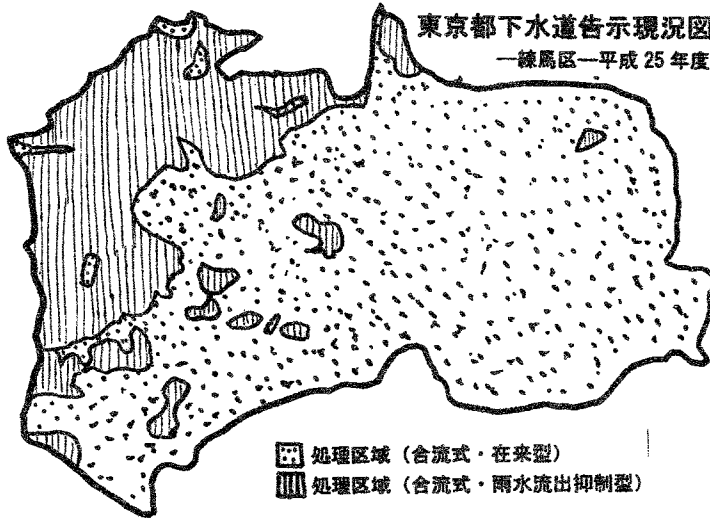 東京都下水道告示現況図
—練馬区—平成25年度
処理区域（合流式・在来型）
処理区域（合流式・雨水流出抑制型）